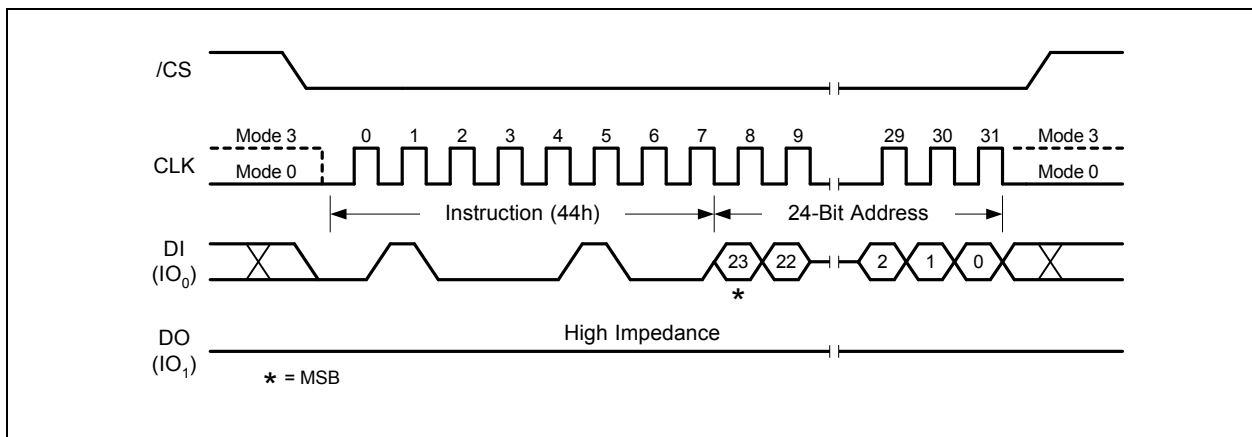 /CS
Mode 3 0 1 2 3 4 5 6 7 8 9 29 30 31 Mode 3
CLK
Mode 0 Mode 0
Instruction (44h) 24-Bit Address
DI
(IO0) 23 22 2 1 0
*
High Impedance
DO
(IO1)
* = MSB